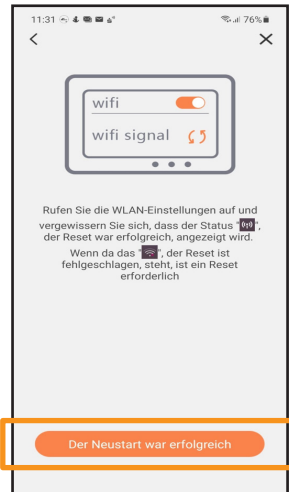 11:31
76%
wifi
wifi signal
Rufen Sie die WLAN-Einstellungen auf und
vergewissern Sie sich, dass der Status "
",
der Reset war erfolgreich, angezeigt wird.
Wenn da das "
", der Reset ist
fehlgeschlagen, steht, ist ein Reset
erforderlich
Der Neustart war erfolgreich